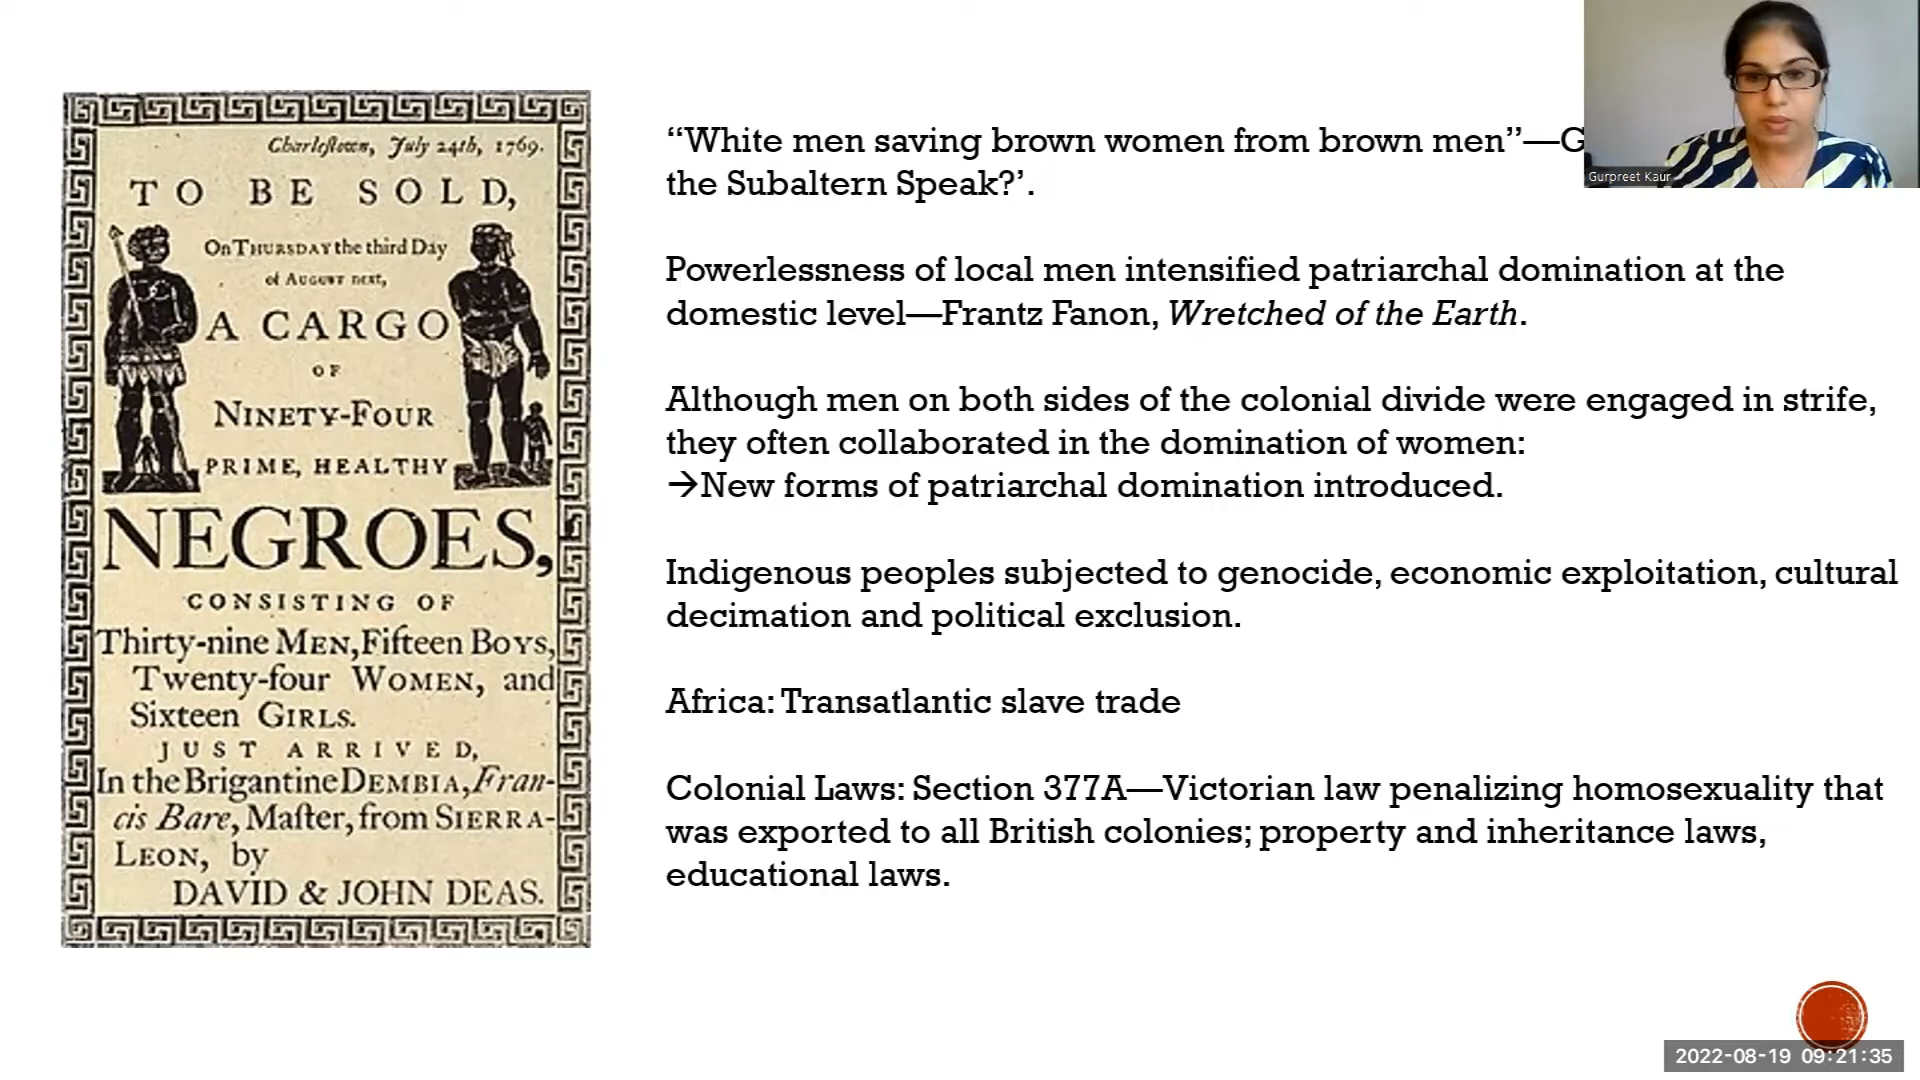 Charlestown, July 24th, 1769.
TO BE SOLD,
On THURSDAY the third Day
of AUGUST next,
A CARGO
OF
NINETY-FOUR
PRIME, HEALTHY
NEGROES,
CONSISTING OF
Thirty-nine MEN, Fifteen BOYS,
Twenty-four WOMEN, and
Sixteen GIRLS.
JUST ARRIVED,
In the Brigantine DEMBIA, Fran-
cis Bare, Maſter, from SIERRA-
LEON, by
DAVID & JOHN DEAS.
“White men saving brown women from brown men”—G
the Subaltern Speak?’.
Powerlessness of local men intensified patriarchal domination at the
domestic level—Frantz Fanon, Wretched of the Earth.
Although men on both sides of the colonial divide were engaged in strife,
they often collaborated in the domination of women:
→New forms of patriarchal domination introduced.
Indigenous peoples subjected to genocide, economic exploitation, cultural
decimation and political exclusion.
Africa: Transatlantic slave trade
Colonial Laws: Section 377A—Victorian law penalizing homosexuality that
was exported to all British colonies; property and inheritance laws,
educational laws.
Gurpreet Kaur
2022-08-19 09:21:35